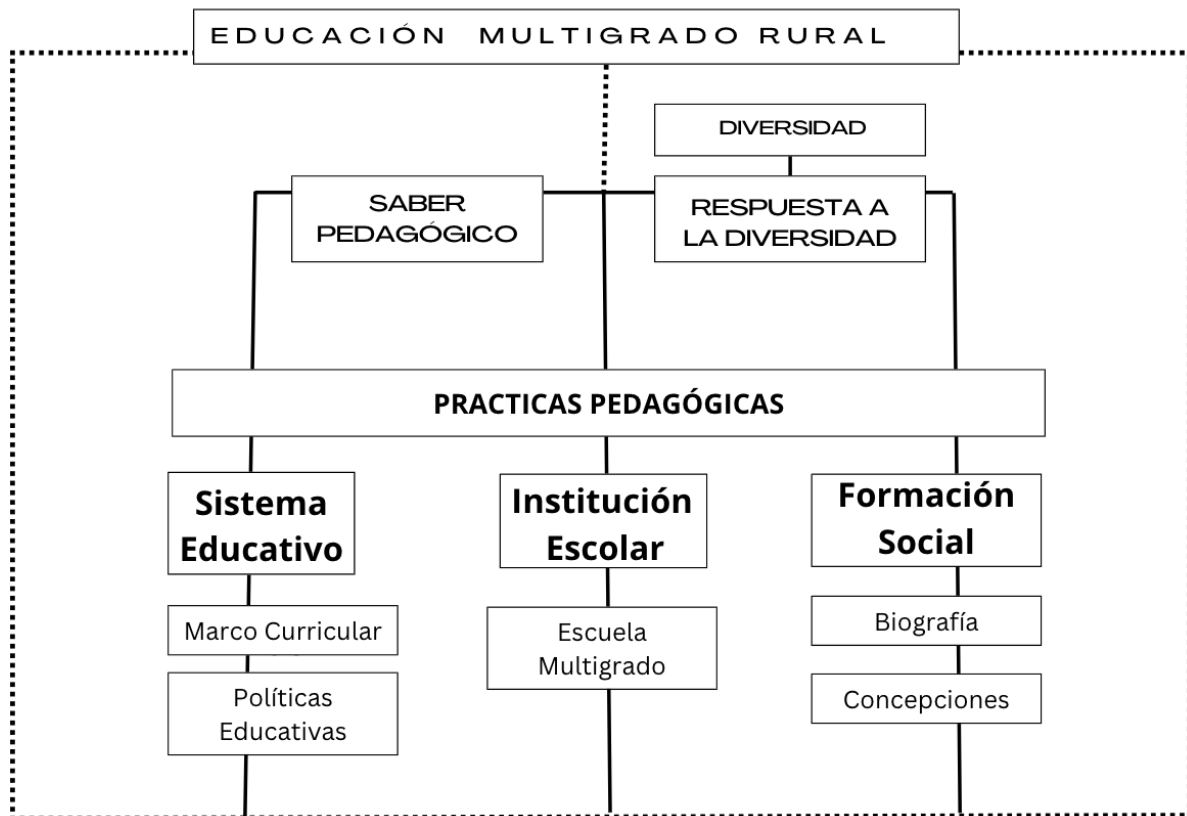 EDUCACIÓN MULTIGRADO RURAL
DIVERSIDAD
SABER
PEDAGÓGICO
RESPUESTA A
LA DIVERSIDAD
PRACTICAS PEDAGÓGICAS
Sistema
Educativo
Institución
Escolar
Formación
Social
Marco Curricular
Políticas
Educativas
Escuela
Multigrado
Biografía
Concepciones